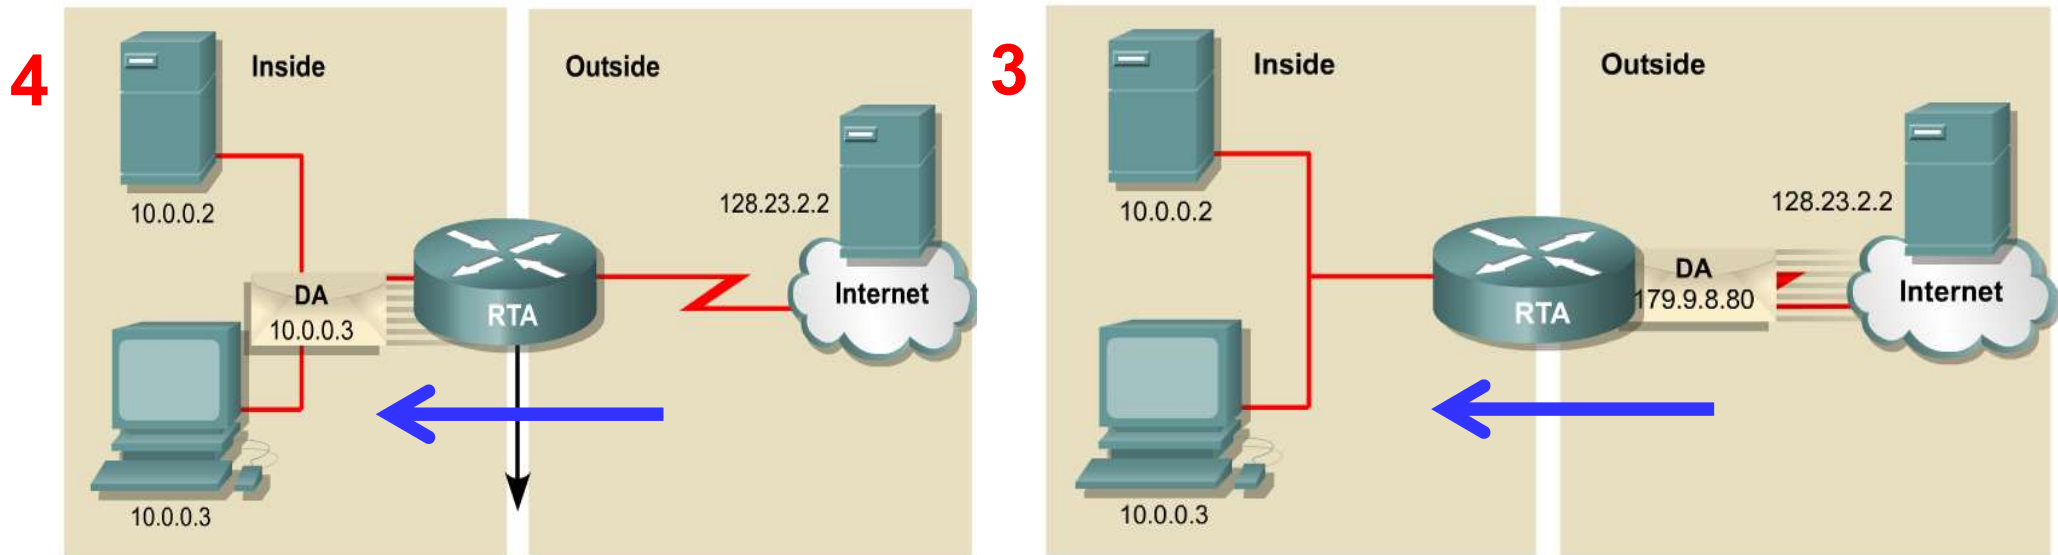 4
Inside
Outside
10.0.0.2
128.23.2.2
DA
10.0.0.3
RTA
Internet
10.0.0.3
3
Inside
Outside
10.0.0.2
128.23.2.2
DA
179.9.8.80
RTA
Internet
10.0.0.3